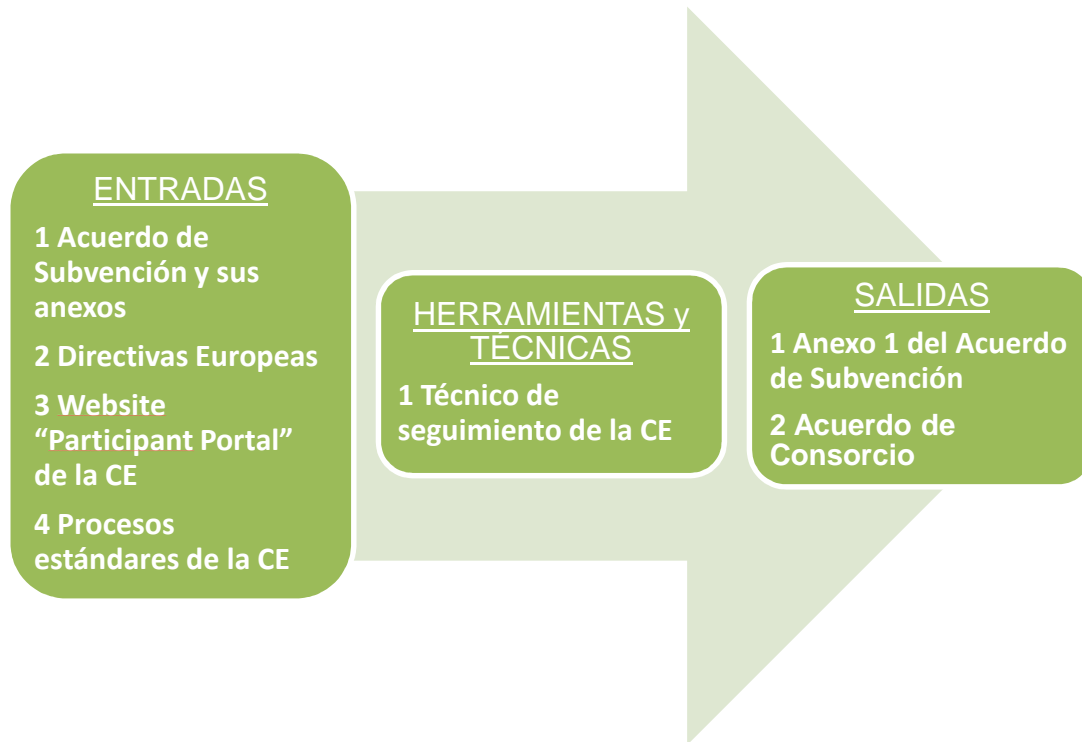 ENTRADAS
1 Acuerdo de
Subvención y sus
anexos
2 Directivas Europeas
3 Website
“Participant Portal”
de la CE
4 Procesos
estándares de la CE
HERRAMIENTAS y
TÉCNICAS
1 Técnico de
seguimiento de la CE
SALIDAS
1 Anexo 1 del Acuerdo
de Subvención
2 Acuerdo de
Consorcio